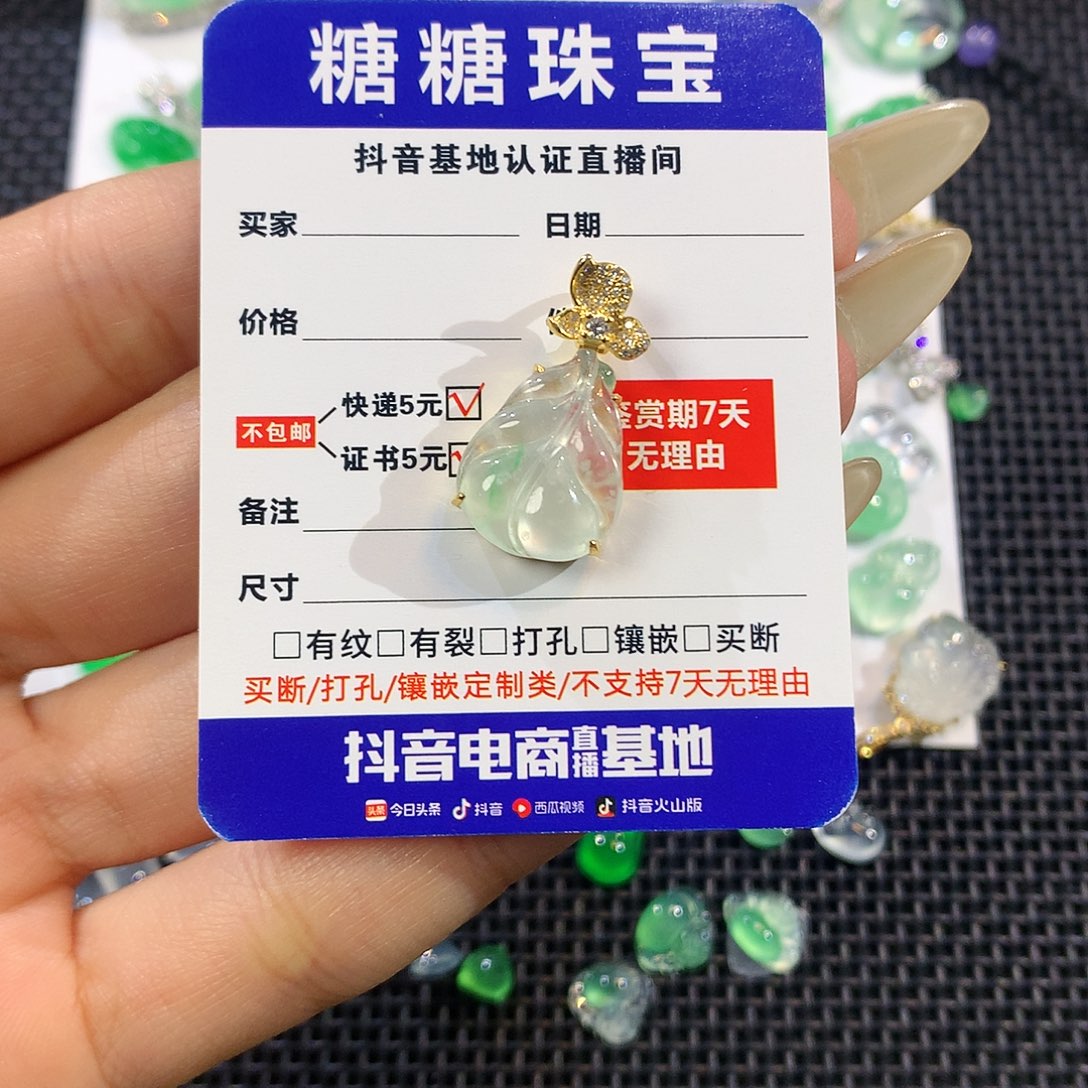 糖糖珠宝
抖音基地认证直播间
买家 日期
价格
快递5元
不包邮
证书5元
赏期7天
无理由
备注
尺寸
□有纹□有裂□打孔□镶嵌□买断
买断/打孔/镶嵌定制类/不支持7天无理由
抖音电商直播基地
头条 今日头条 抖音 西瓜视频 抖音火山版